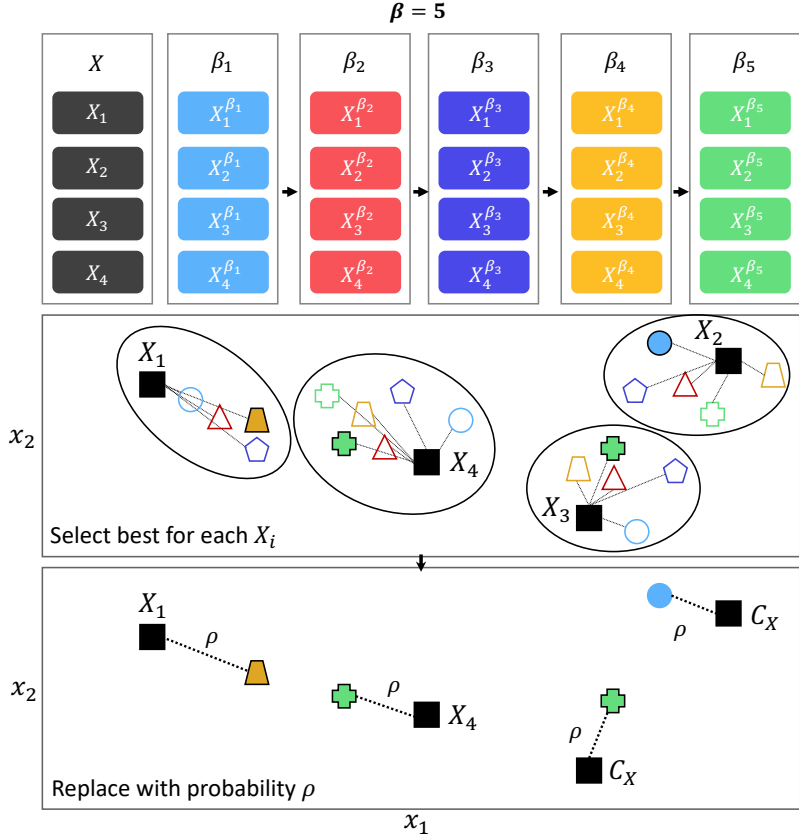 β = 5
X β₁ β₂ β₃ β₄ β₅
X₁ X₁^β₁ X₁^β₂ X₁^β₃ X₁^β₄ X₁^β₅
X₂ X₂^β₁ X₂^β₂ X₂^β₃ X₂^β₄ X₂^β₅
X₃ X₃^β₁ X₃^β₂ X₃^β₃ X₃^β₄ X₃^β₅
X₄ X₄^β₁ X₄^β₂ X₄^β₃ X₄^β₄ X₄^β₅
X₁
X₂
x₂
X₄
X₃
Select best for each Xᵢ
X₁
ρ
ρ
C_X
x₂
ρ
X₄
ρ
C_X
Replace with probability ρ
x₁